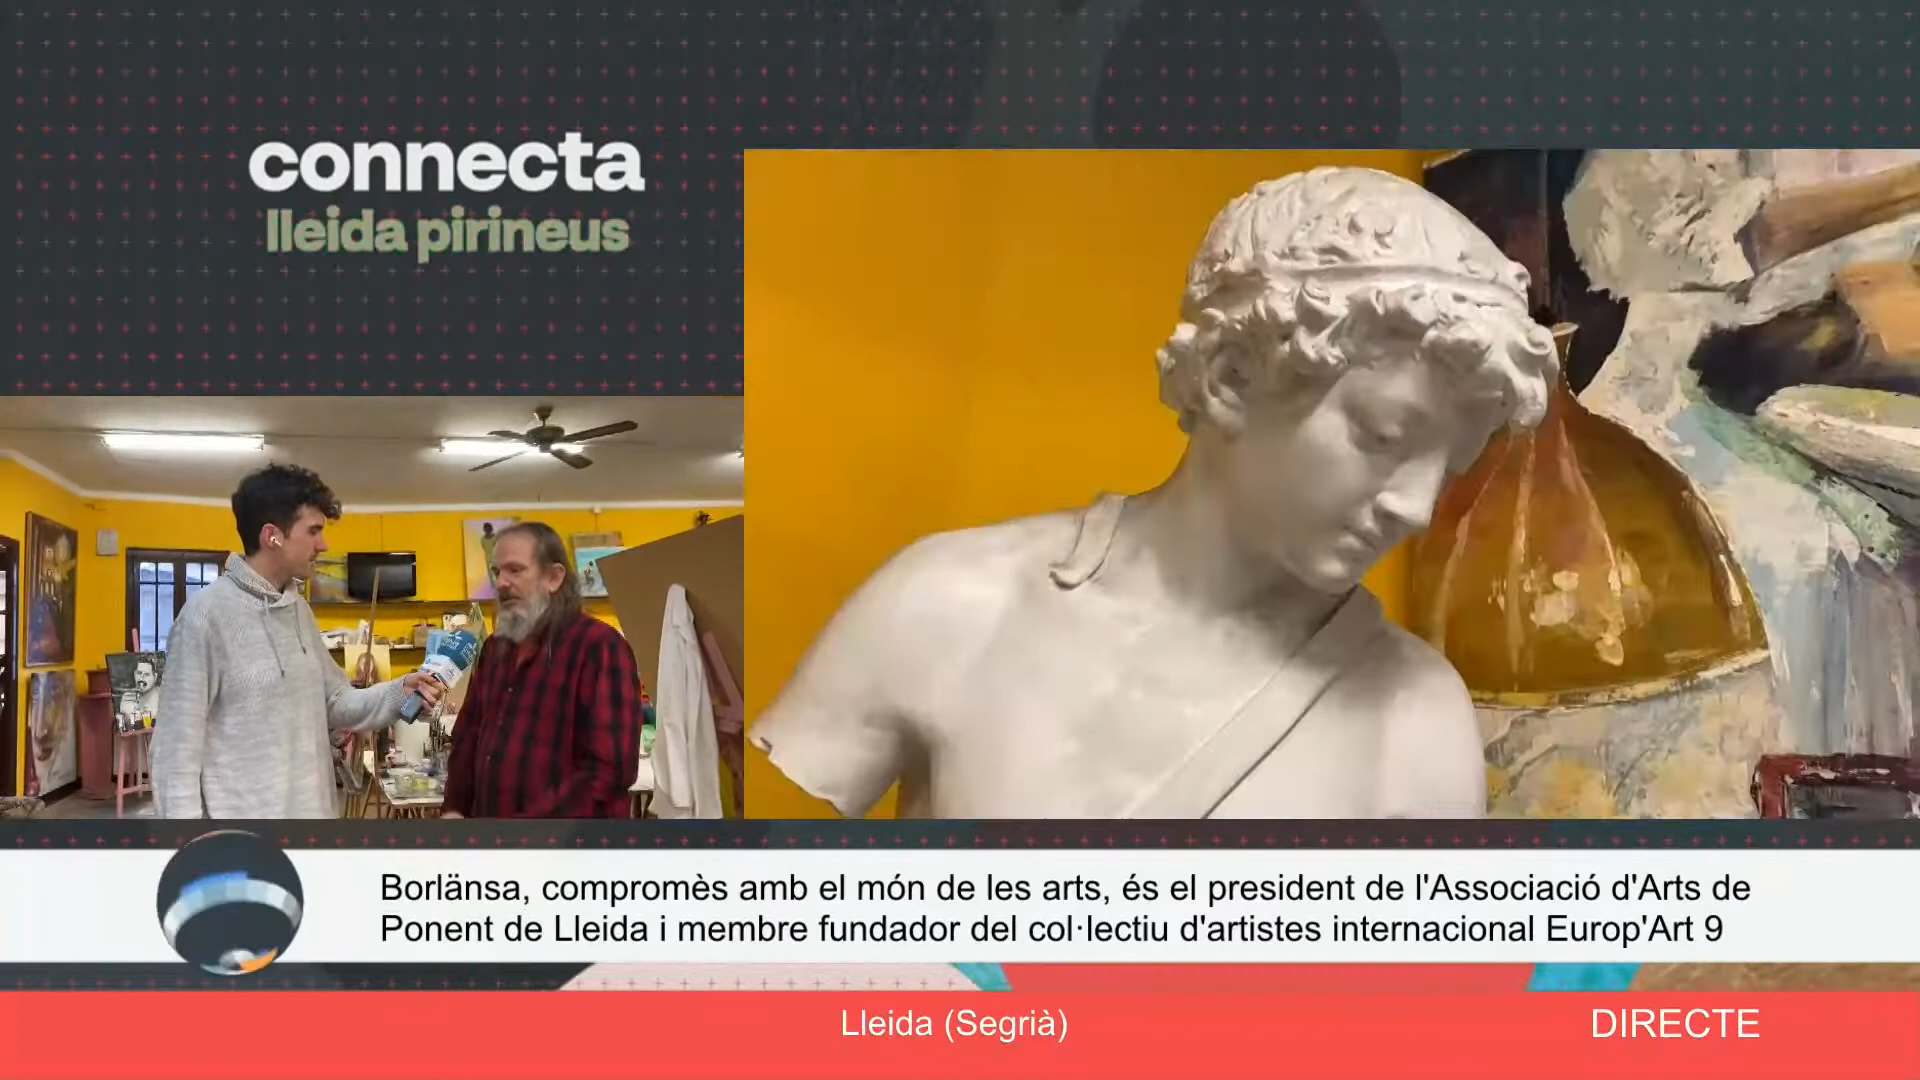 connecta
lleida pirineus
Borlänsa, compromès amb el món de les arts, és el president de l'Associació d'Arts de
Ponent de Lleida i membre fundador del col·lectiu d'artistes internacional Europ'Art 9
Lleida (Segrià)
DIRECTE